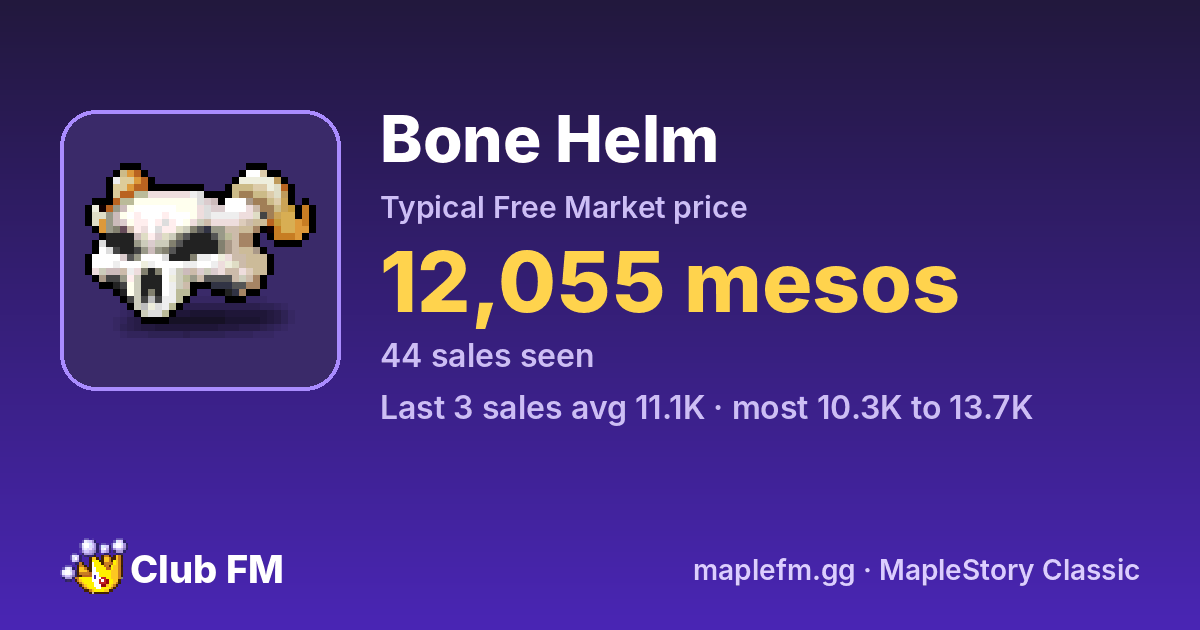 Bone Helm
Typical Free Market price
12,055 mesos
44 sales seen
Last 3 sales avg 11.1K · most 10.3K to 13.7K
Club FM
maplefm.gg · MapleStory Classic